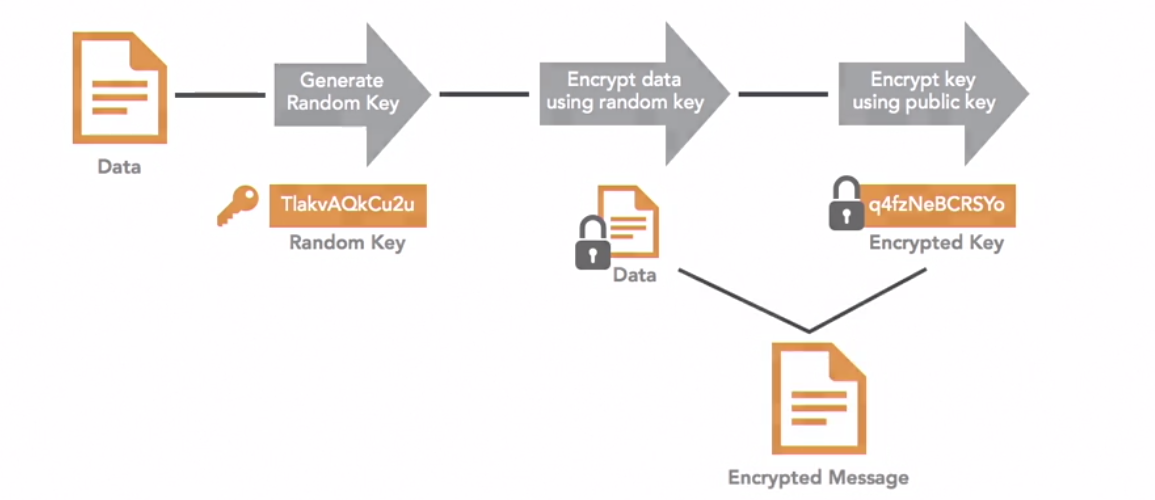 Data
Generate
Random Key
TlakvAQkCu2u
Random Key
Encrypt data
using random key
Data
Encrypt key
using public key
q4fzNeBCRSYo
Encrypted Key
Encrypted Message